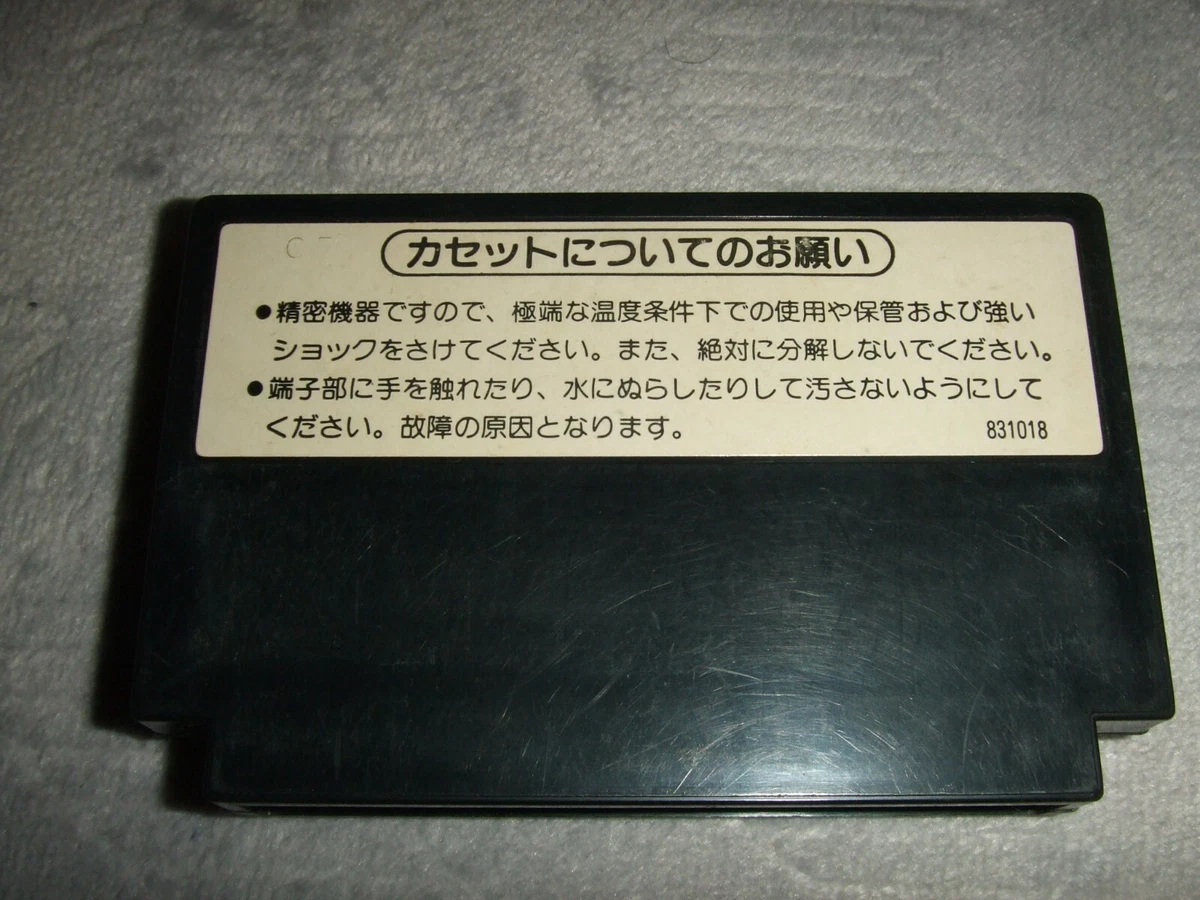 カセットについてのお願い
●精密機器ですので、極端な温度条件下での使用や保管および強い
ショックをさけてください。また、絶対に分解しないでください。
●端子部に手を触れたり、水にぬらしたりして汚さないようにして
ください。故障の原因となります。
831018